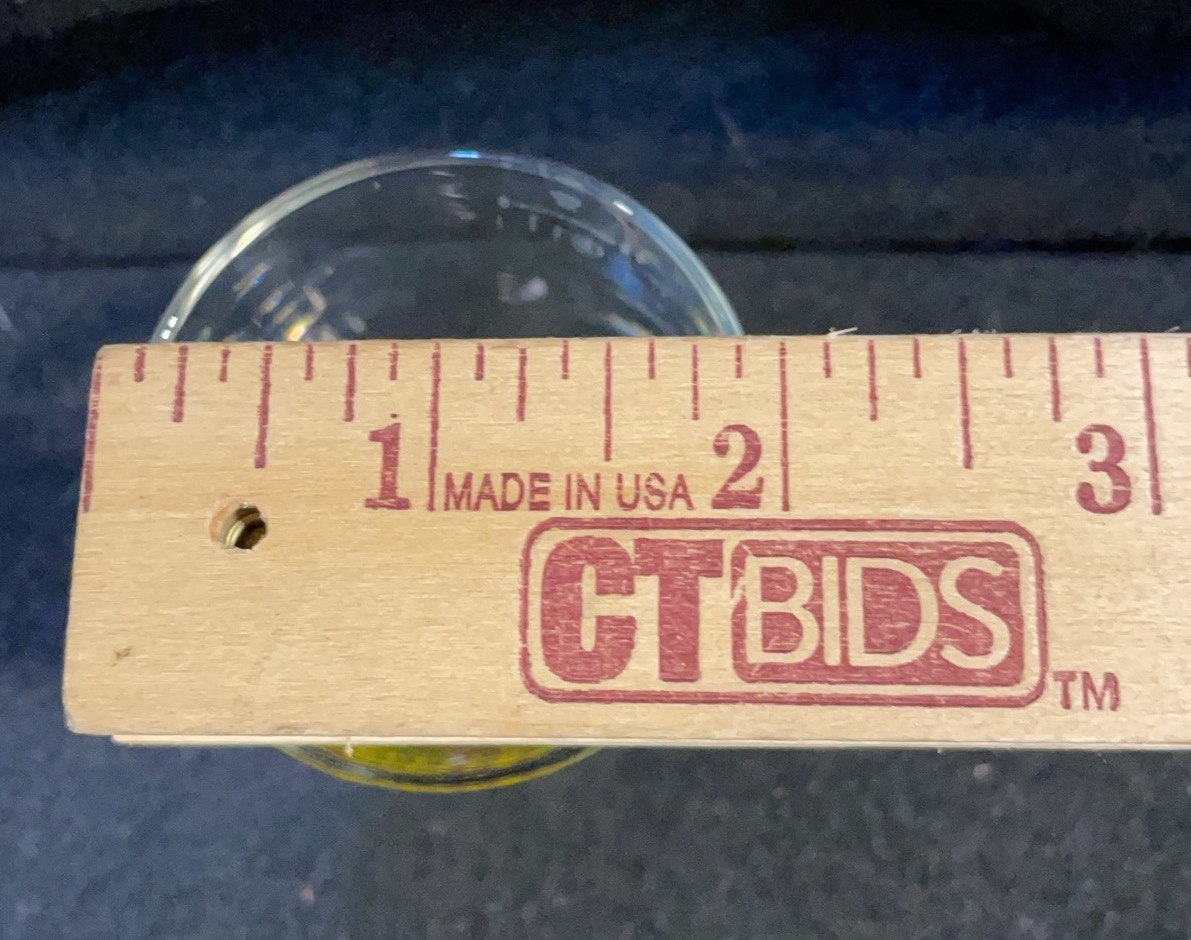 1 2 3
MADE IN USA
CTBIDS
TM